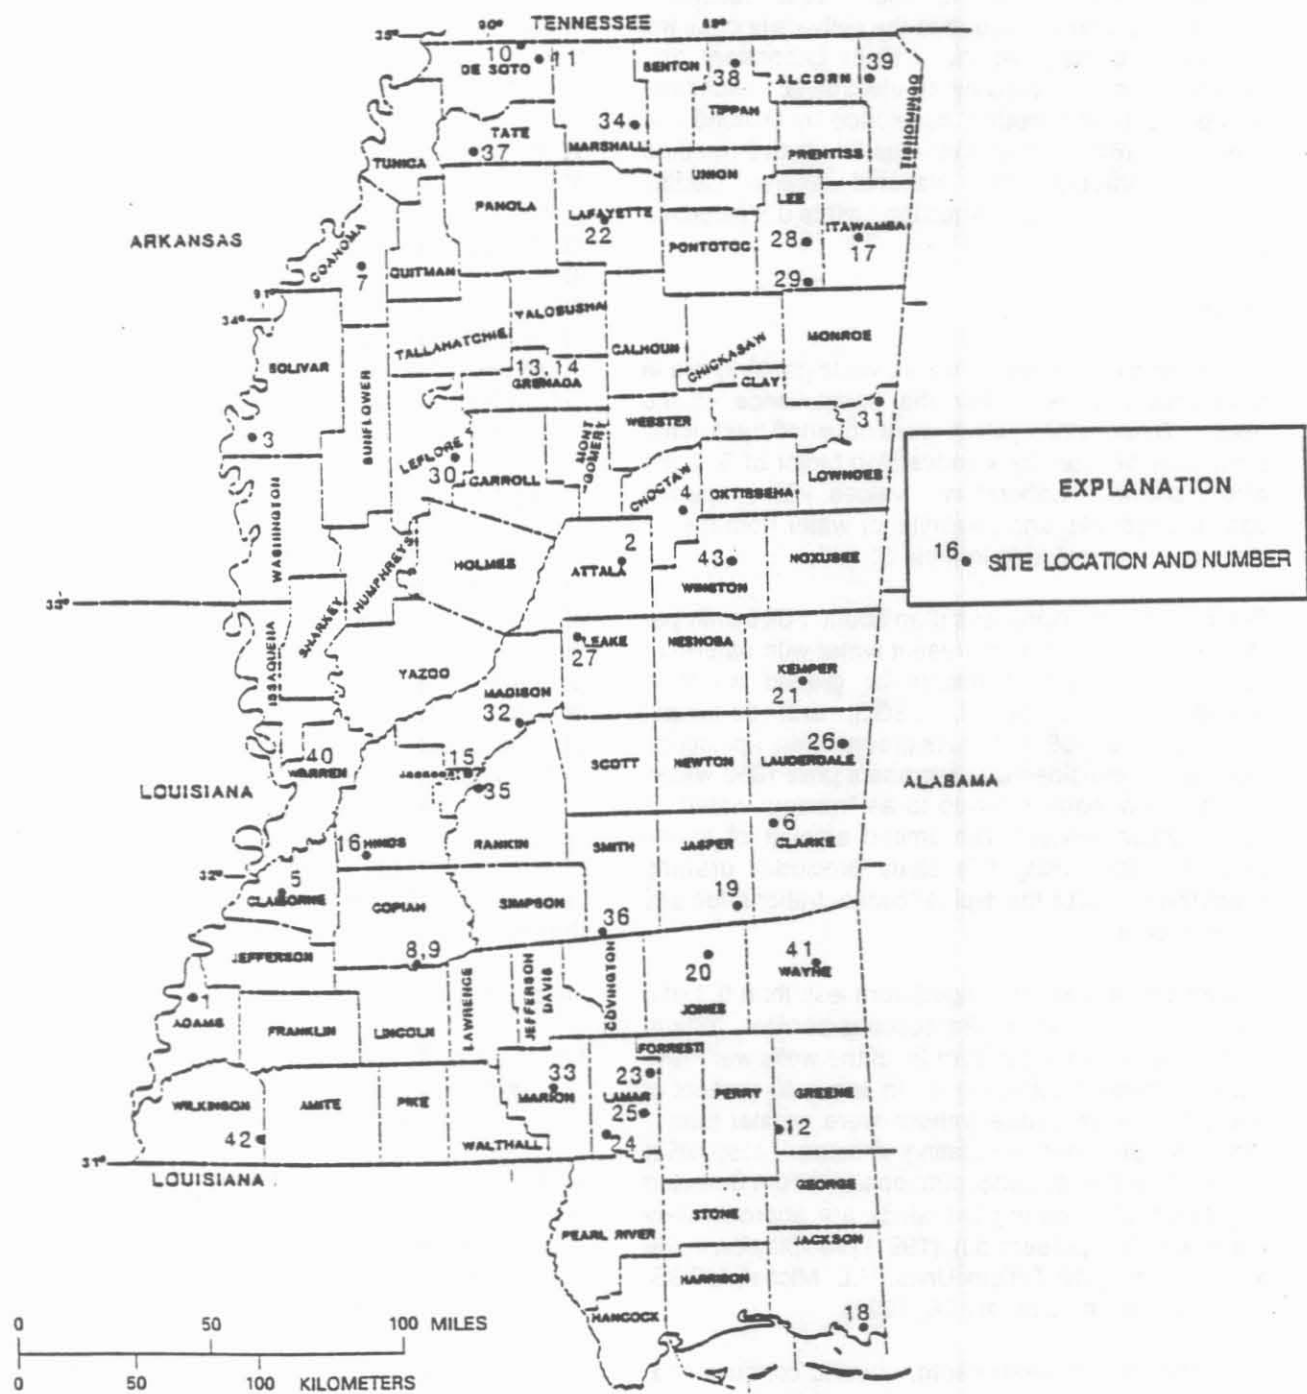 TENNESSEE
90°
89°
35°
10
11
DE SOTO
BENTON
38
39
ALCORN
TIPPAH
34
TATE
37
MARSHALL
TUNICA
PRENTISS
UNION
LEE
PANOLA
LAFAYETTE
22
ITAWAMBA
17
PONTOTOC
28
29
ARKANSAS
COAHOMA
7
QUITMAN
91°
34°
YALOBUSHA
TALLAHATCHIE
CALHOUN
CHICKASAW
MONROE
BOLIVAR
13, 14
GRENADA
CLAY
SUNFLOWER
31
WEBSTER
3
MONT
GOMERY
LEFLORE
30
CARROLL
CHOCTAW
4
OKTIBBEHA
LOWNDES
WASHINGTON
EXPLANATION
16
SITE LOCATION AND NUMBER
HOLMES
HUMPHREYS
2
ATTALA
43
WINSTON
NOXUBEE
33°
SHARKEY
ISSAQUENA
LEAKE
27
NESHOBA
KEMPER
21
YAZOO
MADISON
32
40
WARREN
15
35
26
LAUDERDALE
SCOTT
NEWTON
LOUISIANA
ALABAMA
6
CLARKE
16
HINDS
RANKIN
SMITH
JASPER
32°
5
CLAIBORNE
COPIAH
SIMPSON
19
36
JEFFERSON
8,9
41
WAYNE
20
JONES
LAWRENCE
JEFFERSON
DAVIS
COVINGTON
1
ADAMS
FRANKLIN
LINCOLN
FORREST
23
33
MARION
LAMAR
25
PERRY
GREENE
WILKINSON
AMITE
PIKE
42
WALTHALL
24
12
31°
LOUISIANA
GEORGE
STONE
PEARL RIVER
JACKSON
HARRISON
HANCOCK
18
0 50 100 MILES
0 50 100 KILOMETERS